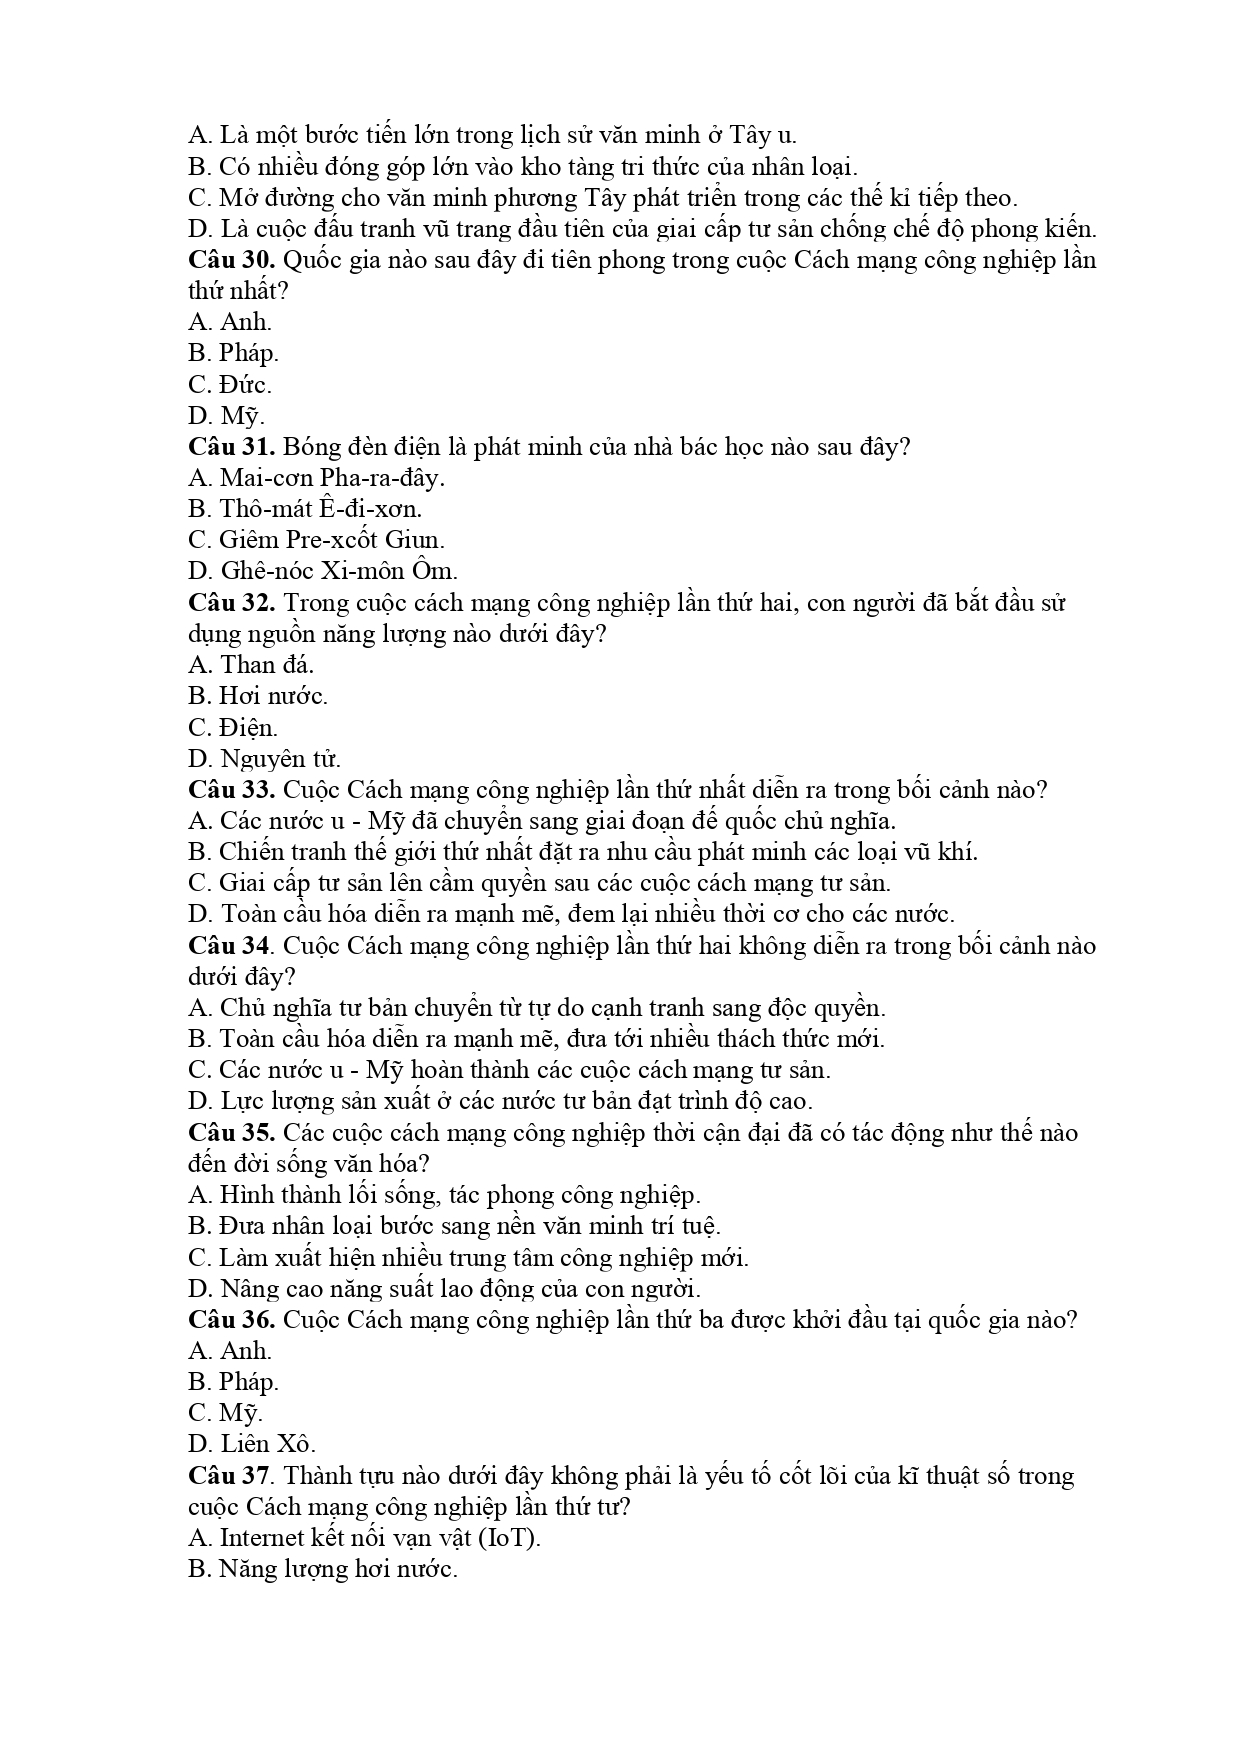 A. Là một bước tiến lớn trong lịch sử văn minh ở Tây u.
B. Có nhiều đóng góp lớn vào kho tàng tri thức của nhân loại.
C. Mở đường cho văn minh phương Tây phát triển trong các thế kỉ tiếp theo.
D. Là cuộc đấu tranh vũ trang đầu tiên của giai cấp tư sản chống chế độ phong kiến.
Câu 30. Quốc gia nào sau đây đi tiên phong trong cuộc Cách mạng công nghiệp lần
thứ nhất?
A. Anh.
B. Pháp.
C. Đức.
D. Mỹ.
Câu 31. Bóng đèn điện là phát minh của nhà bác học nào sau đây?
A. Mai-cơn Pha-ra-đây.
B. Thô-mát Ê-đi-xơn.
C. Giêm Pre-xcốt Giun.
D. Ghê-nóc Xi-môn Ôm.
Câu 32. Trong cuộc cách mạng công nghiệp lần thứ hai, con người đã bắt đầu sử
dụng nguồn năng lượng nào dưới đây?
A. Than đá.
B. Hơi nước.
C. Điện.
D. Nguyên tử.
Câu 33. Cuộc Cách mạng công nghiệp lần thứ nhất diễn ra trong bối cảnh nào?
A. Các nước u - Mỹ đã chuyển sang giai đoạn đế quốc chủ nghĩa.
B. Chiến tranh thế giới thứ nhất đặt ra nhu cầu phát minh các loại vũ khí.
C. Giai cấp tư sản lên cầm quyền sau các cuộc cách mạng tư sản.
D. Toàn cầu hóa diễn ra mạnh mẽ, đem lại nhiều thời cơ cho các nước.
Câu 34. Cuộc Cách mạng công nghiệp lần thứ hai không diễn ra trong bối cảnh nào
dưới đây?
A. Chủ nghĩa tư bản chuyển từ tự do cạnh tranh sang độc quyền.
B. Toàn cầu hóa diễn ra mạnh mẽ, đưa tới nhiều thách thức mới.
C. Các nước u - Mỹ hoàn thành các cuộc cách mạng tư sản.
D. Lực lượng sản xuất ở các nước tư bản đạt trình độ cao.
Câu 35. Các cuộc cách mạng công nghiệp thời cận đại đã có tác động như thế nào
đến đời sống văn hóa?
A. Hình thành lối sống, tác phong công nghiệp.
B. Đưa nhân loại bước sang nền văn minh trí tuệ.
C. Làm xuất hiện nhiều trung tâm công nghiệp mới.
D. Nâng cao năng suất lao động của con người.
Câu 36. Cuộc Cách mạng công nghiệp lần thứ ba được khởi đầu tại quốc gia nào?
A. Anh.
B. Pháp.
C. Mỹ.
D. Liên Xô.
Câu 37. Thành tựu nào dưới đây không phải là yếu tố cốt lõi của kĩ thuật số trong
cuộc Cách mạng công nghiệp lần thứ tư?
A. Internet kết nối vạn vật (IoT).
B. Năng lượng hơi nước.